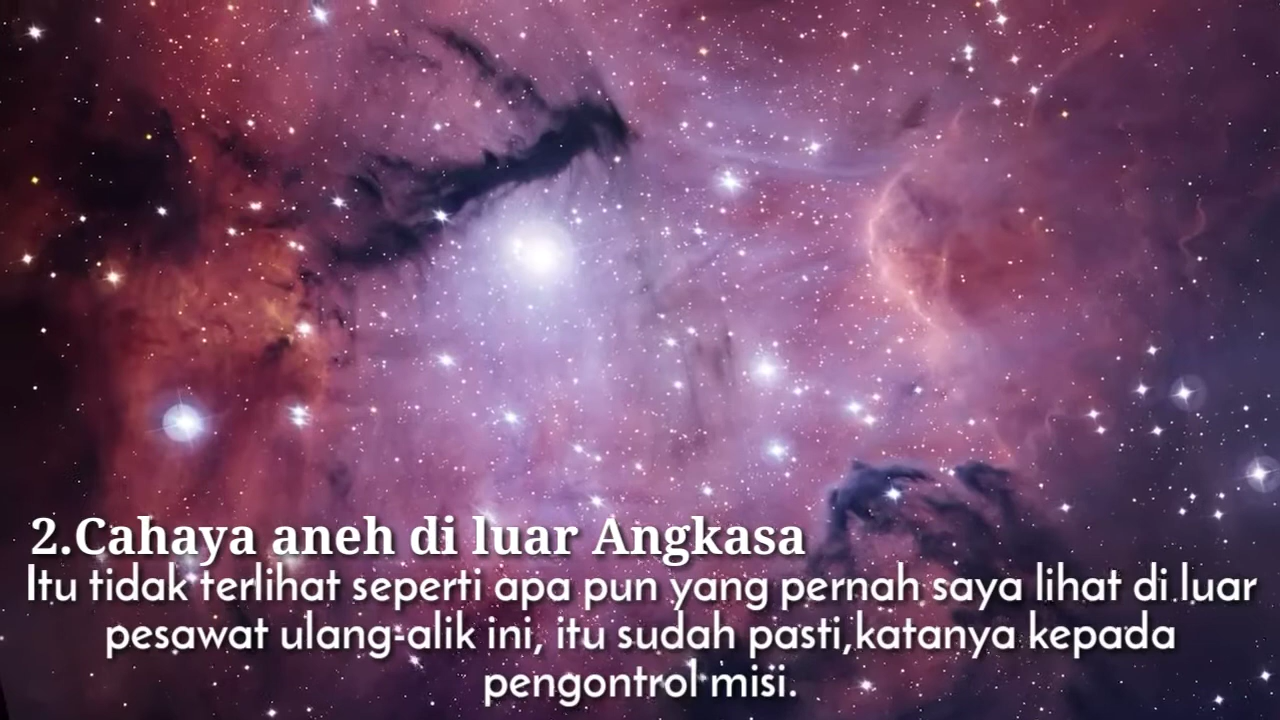 2.Cahaya aneh di luar Angkasa
Itu tidak terlihat seperti apa pun yang pernah saya lihat di luar
pesawat ulang-alik ini, itu sudah pasti,katanya kepada
pengontrol misi.